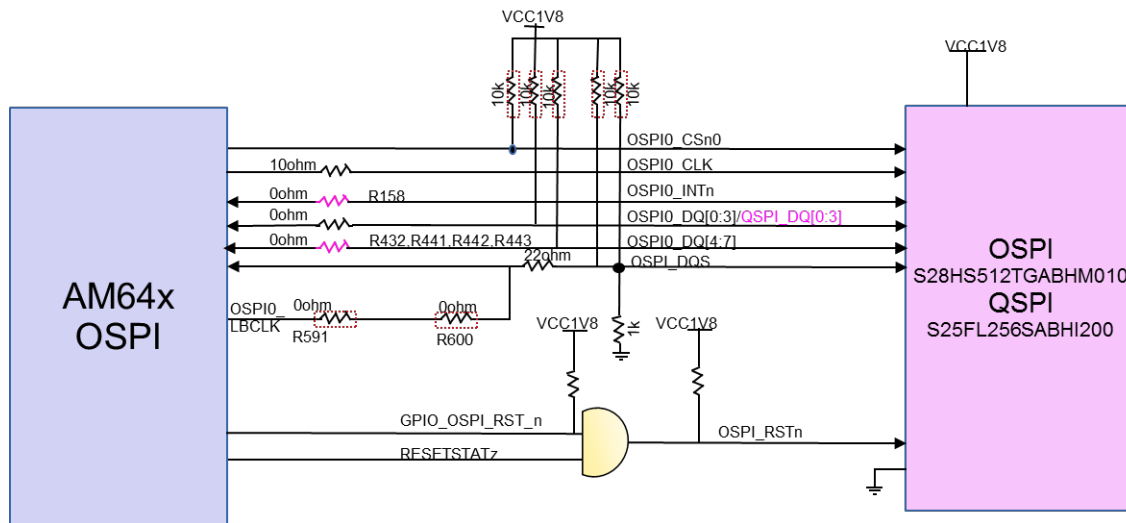 VCC1V8
VCC1V8
10k
10k
10k
10k
10k
OSPI0_CSn0
10ohm
OSPI0_CLK
0ohm
R158
OSPI0_INTn
0ohm
OSPI0_DQ[0:3]/QSPI_DQ[0:3]
0ohm
R432,R441,R442,R443
OSPI0_DQ[4:7]
22ohm
OSPI_DQS
AM64x
OSPI
OSPI
S28HS512TGABHM010
QSPI
S25FL256SABHI200
OSPI0_
LBCLK
0ohm
R591
0ohm
R600
VCC1V8
VCC1V8
1k
GPIO_OSPI_RST_n
OSPI_RSTn
RESETSTATz